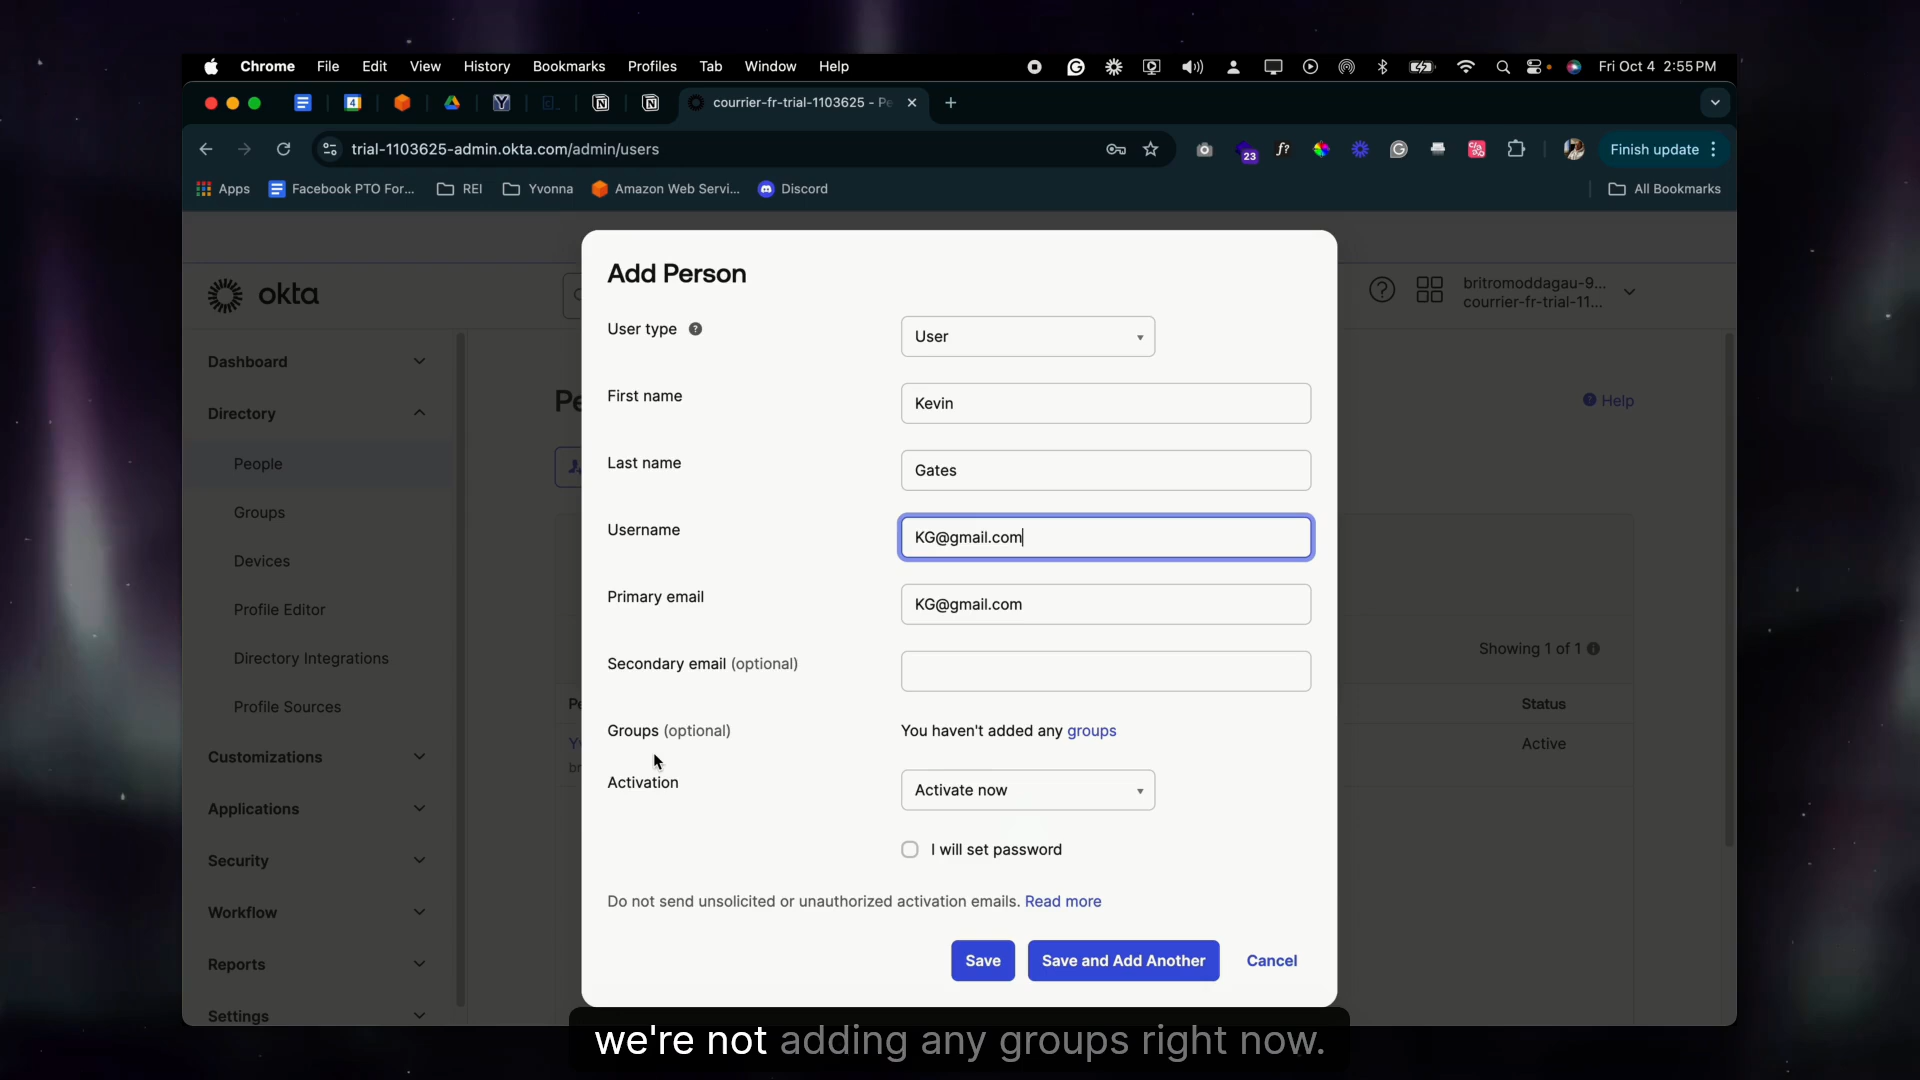 Chrome File Edit View History Bookmarks Profiles Tab Window Help Fri Oct 4 2:55 PM
4 courrier-fr-trial-1103625 - Pe
trial-1103625-admin.okta.com/admin/users 23 f? Finish update
Apps Facebook PTO For... REI Yvonna Amazon Web Servi... Discord All Bookmarks
okta
britromoddagau-9...
courrier-fr-trial-11...
Dashboard
Directory
People
Groups
Devices
Profile Editor
Directory Integrations
Profile Sources
Customizations
Applications
Security
Workflow
Reports
Settings
Help
Showing 1 of 1
Status
Active
Add Person
User type User
First name Kevin
Last name Gates
Username KG@gmail.com
Primary email KG@gmail.com
Secondary email (optional)
Groups (optional) You haven't added any groups
Activation Activate now
I will set password
Do not send unsolicited or unauthorized activation emails. Read more
Save Save and Add Another Cancel
we're not adding any groups right now.